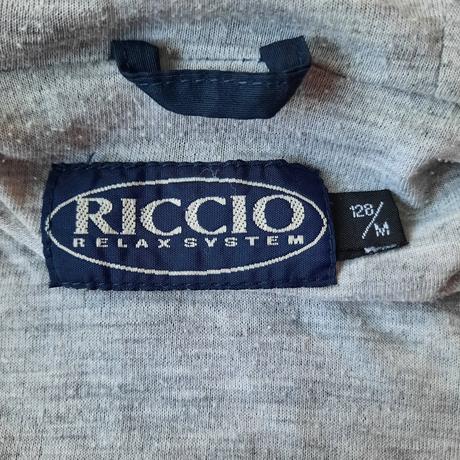 RICCIO
RELAX SYSTEM
128/M